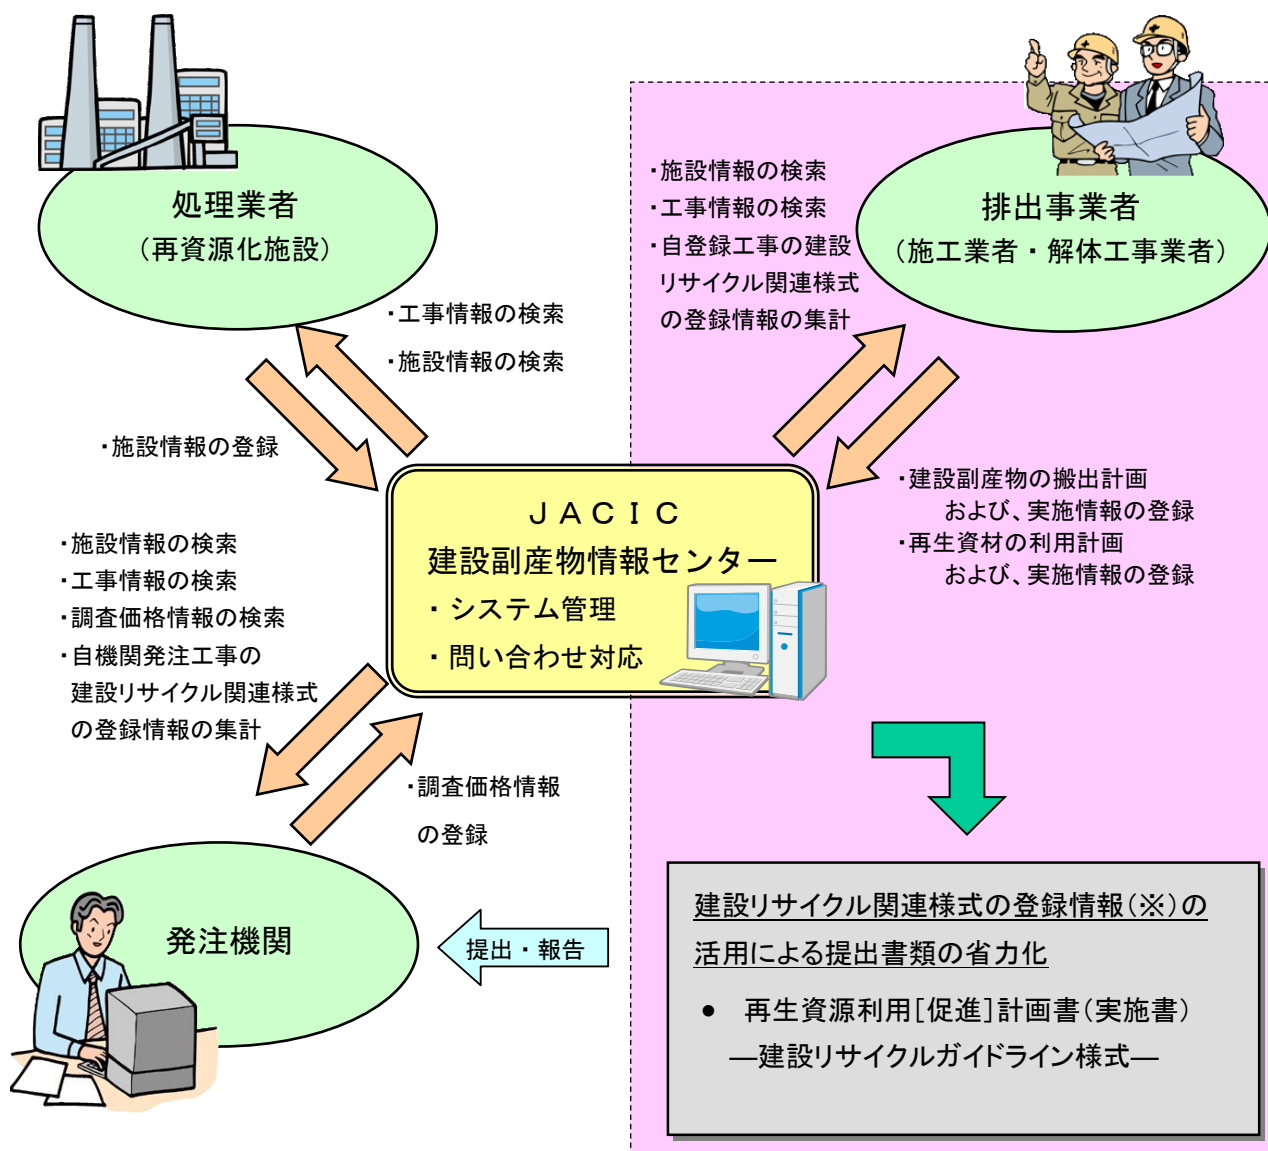 処理業者
（再資源化施設）
・工事情報の検索
・施設情報の検索
・施設情報の登録
・施設情報の検索
・工事情報の検索
・自登録工事の建設
リサイクル関連様式
の登録情報の集計
排出事業者
（施工業者・解体工事業者）
・建設副産物の搬出計画
および、実施情報の登録
・再生資材の利用計画
および、実施情報の登録
ＪＡＣＩＣ
建設副産物情報センター
・システム管理
・問い合わせ対応
・施設情報の検索
・工事情報の検索
・調査価格情報の検索
・自機関発注工事の
建設リサイクル関連様式
の登録情報の集計
・調査価格情報
の登録
発注機関
提出・報告
建設リサイクル関連様式の登録情報（※）の
活用による提出書類の省力化
● 再生資源利用［促進］計画書（実施書）
―建設リサイクルガイドライン様式―